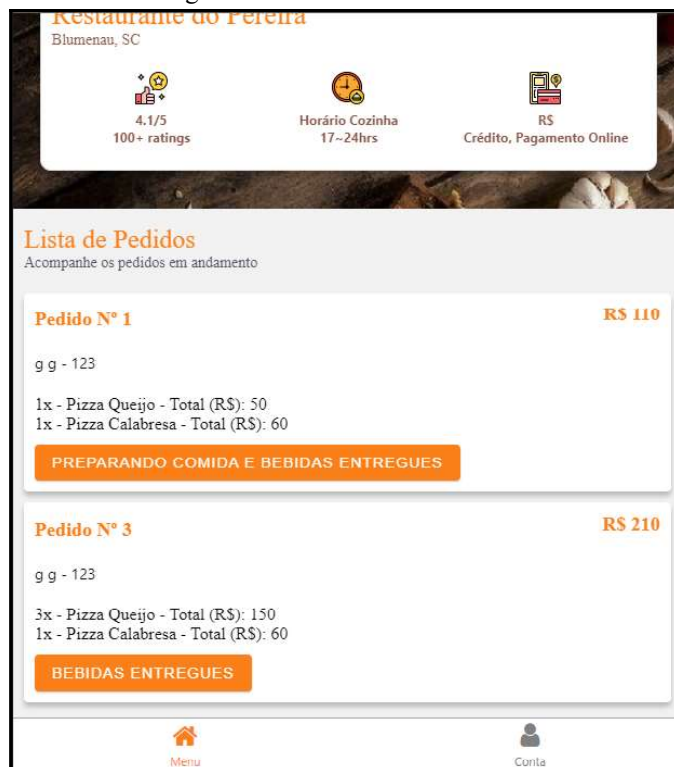 Restaurante do Pereira
Blumenau, SC
4.1/5
100+ ratings
Horário Cozinha
17~24hrs
R$
Crédito, Pagamento Online
Lista de Pedidos
Acompanhe os pedidos em andamento
Pedido Nº 1
R$ 110
g g - 123
1x - Pizza Queijo - Total (R$): 50
1x - Pizza Calabresa - Total (R$): 60
PREPARANDO COMIDA E BEBIDAS ENTREGUES
Pedido Nº 3
R$ 210
g g - 123
3x - Pizza Queijo - Total (R$): 150
1x - Pizza Calabresa - Total (R$): 60
BEBIDAS ENTREGUES
Menu
Conta